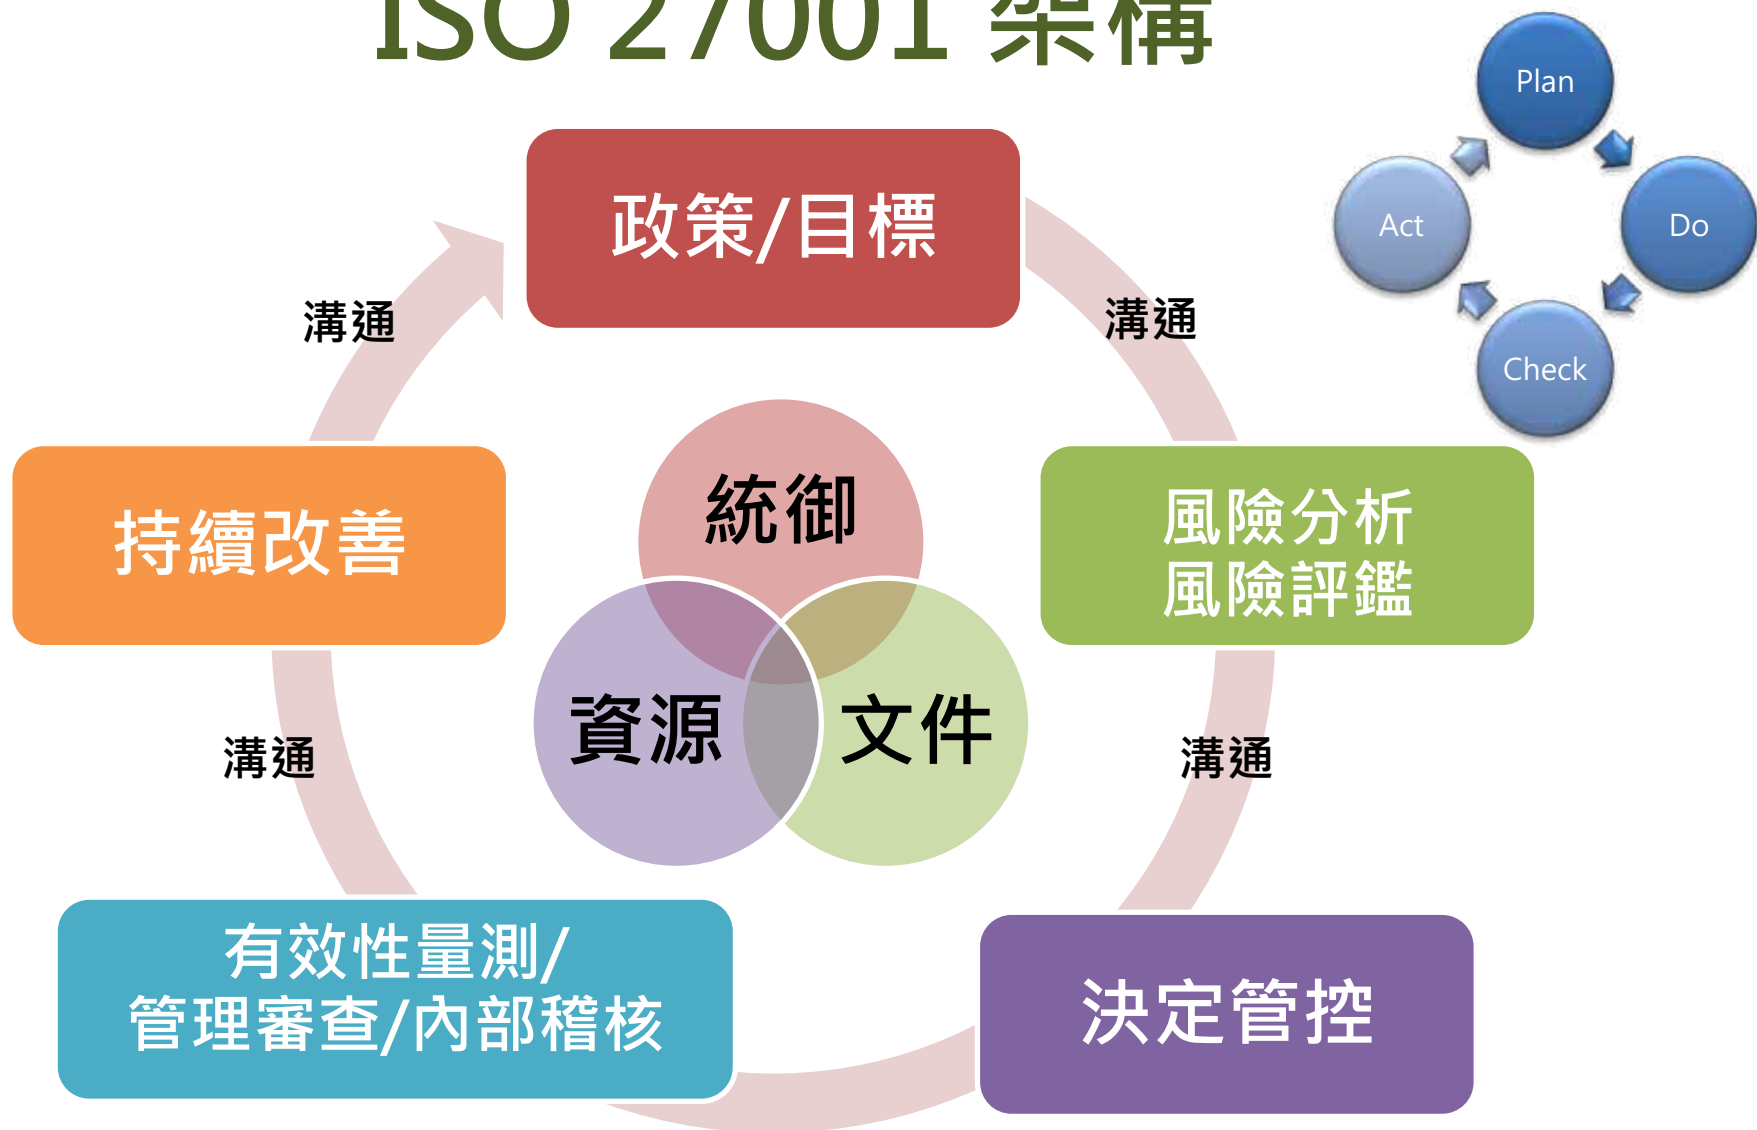 ISO 27001 架構
Plan
Do
Check
Act
政策/目標
溝通
風險分析
風險評鑑
溝通
決定管控
有效性量測/
管理審查/內部稽核
溝通
持續改善
溝通
統御
資源
文件